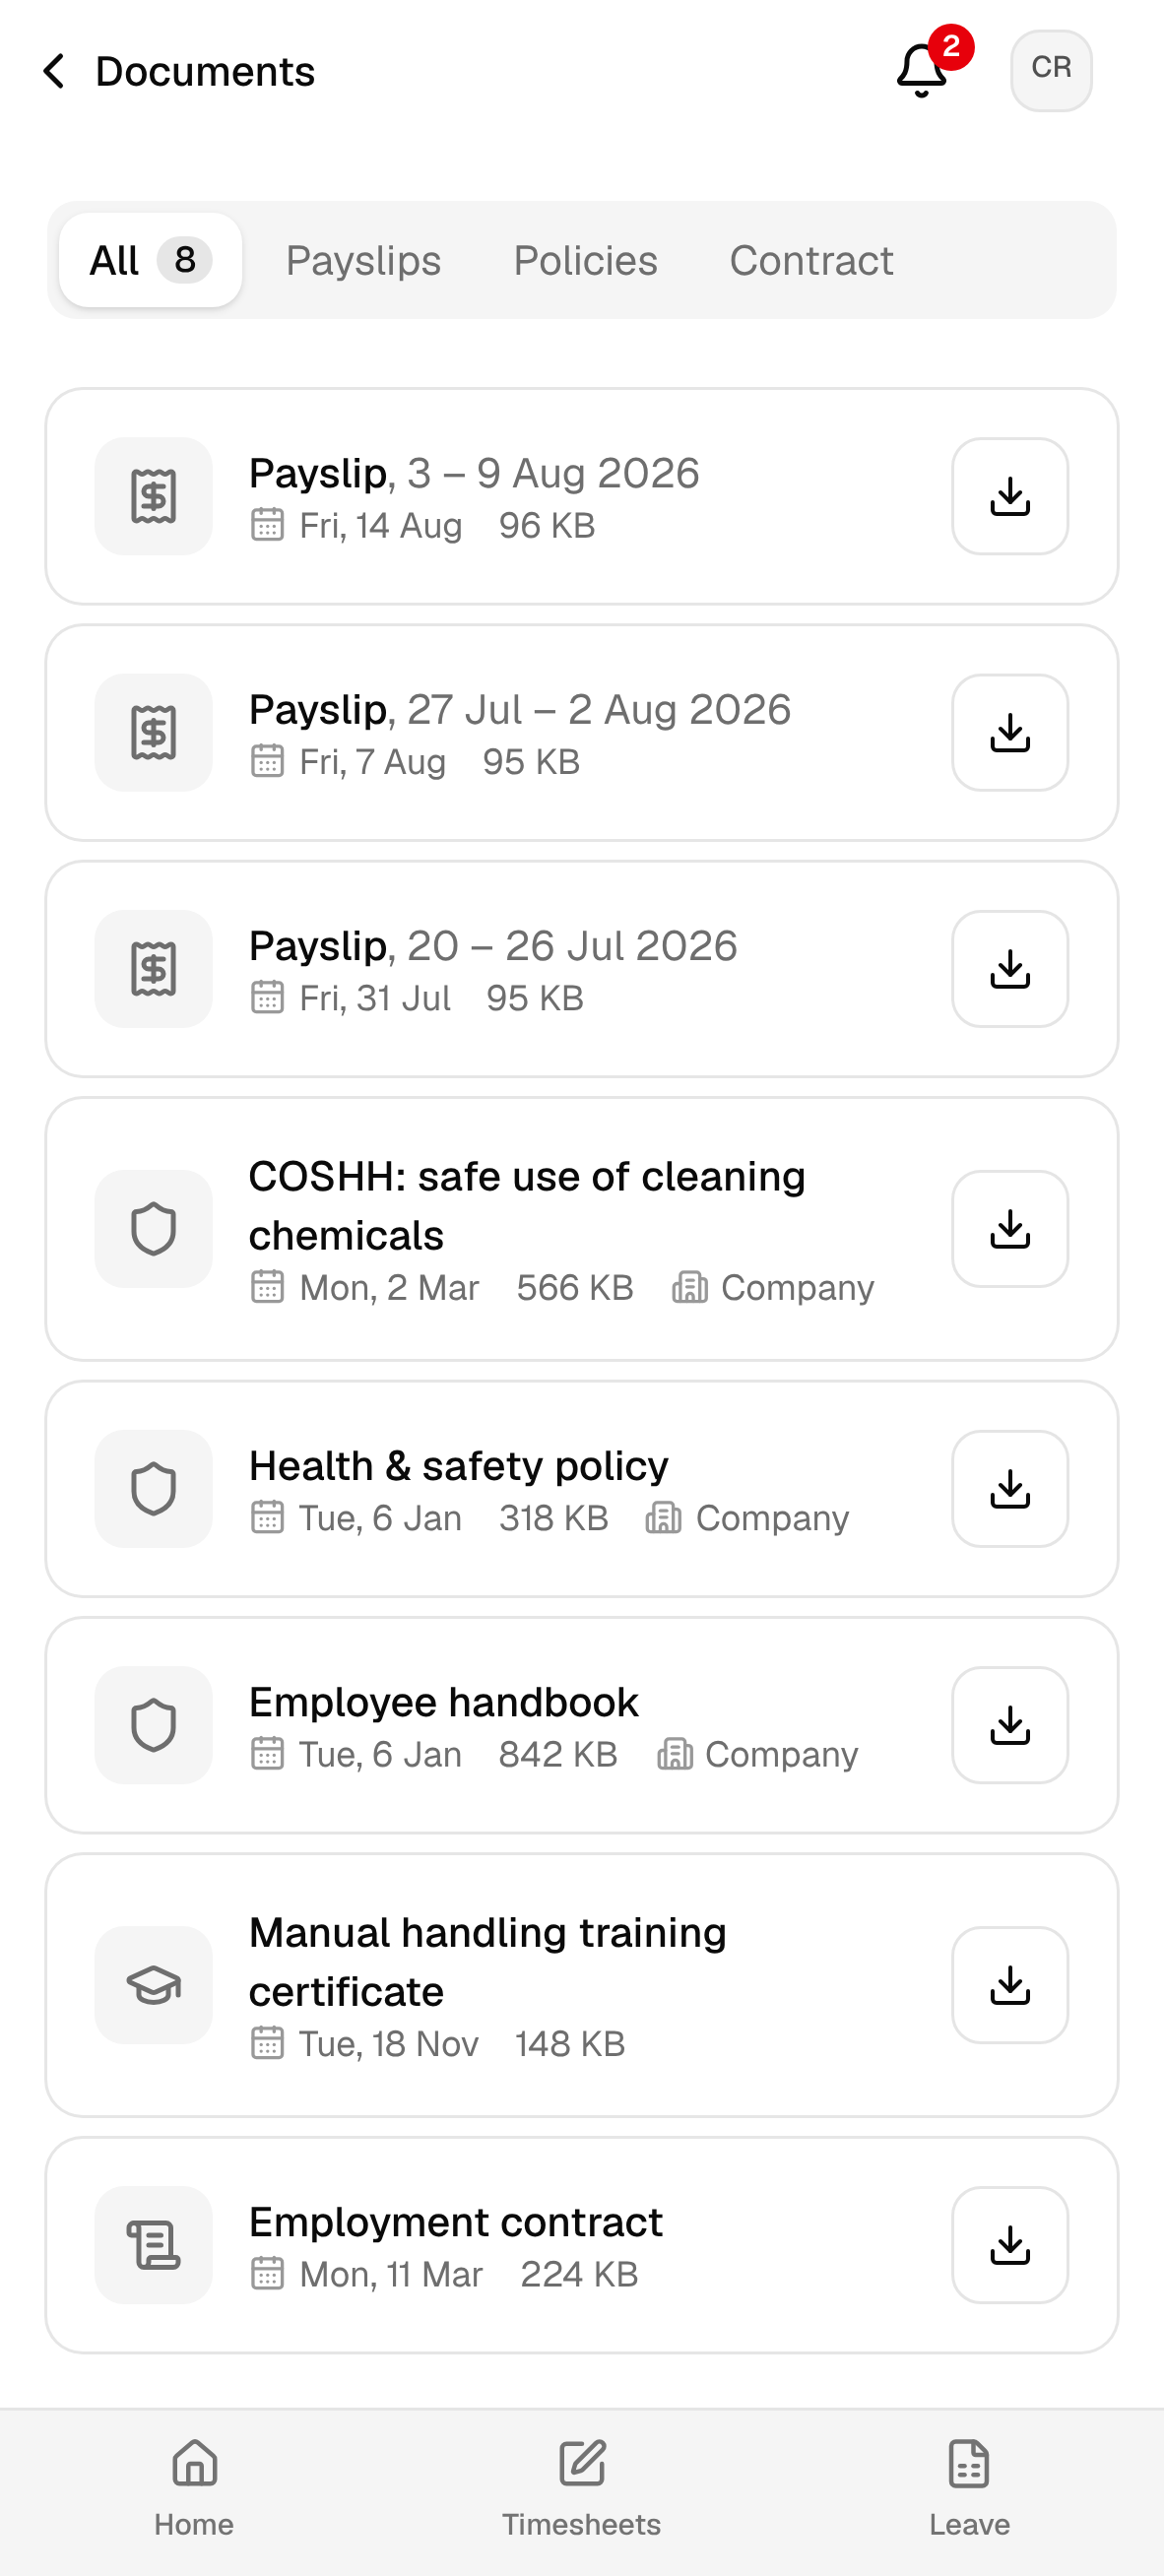 Documents
2
CR
All 8 Payslips Policies Contract
Payslip, 3 – 9 Aug 2026
Fri, 14 Aug 96 KB
Payslip, 27 Jul – 2 Aug 2026
Fri, 7 Aug 95 KB
Payslip, 20 – 26 Jul 2026
Fri, 31 Jul 95 KB
COSHH: safe use of cleaning
chemicals
Mon, 2 Mar 566 KB Company
Health & safety policy
Tue, 6 Jan 318 KB Company
Employee handbook
Tue, 6 Jan 842 KB Company
Manual handling training
certificate
Tue, 18 Nov 148 KB
Employment contract
Mon, 11 Mar 224 KB
Home Timesheets Leave